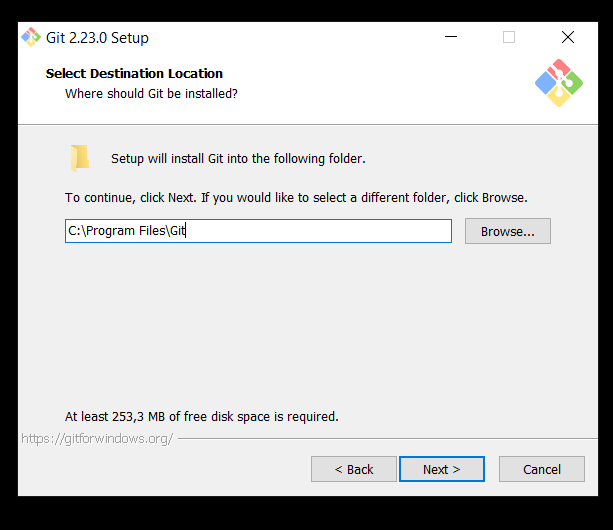 Git 2.23.0 Setup
Select Destination Location
Where should Git be installed?
Setup will install Git into the following folder.
To continue, click Next. If you would like to select a different folder, click Browse.
C:\Program Files\Git
Browse...
At least 253,3 MB of free disk space is required.
https://gitforwindows.org/
< Back
Next >
Cancel